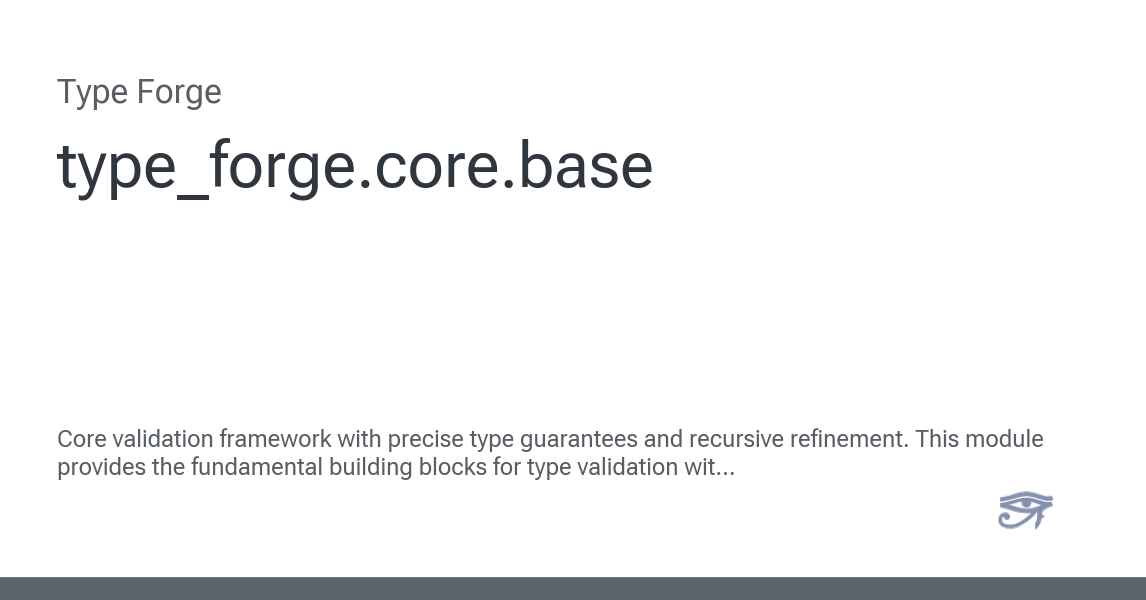 Type Forge
type_forge.core.base
Core validation framework with precise type guarantees and recursive refinement. This module
provides the fundamental building blocks for type validation wit...